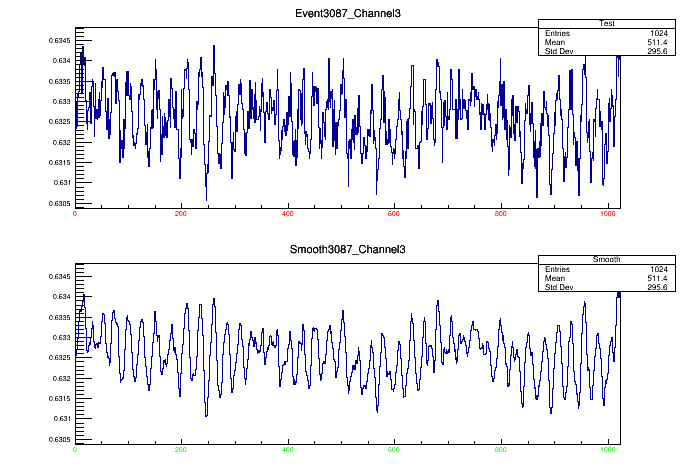 Event3087_Channel3
Test
Entries 1024
Mean 511.4
Std Dev 295.6
0.6345
0.634
0.6335
0.633
0.6325
0.632
0.6315
0.631
0.6305
0 200 400 600 800 1000
Smooth3087_Channel3
Smooth
Entries 1024
Mean 511.4
Std Dev 295.6
0.6345
0.634
0.6335
0.633
0.6325
0.632
0.6315
0.631
0.6305
0 200 400 600 800 1000